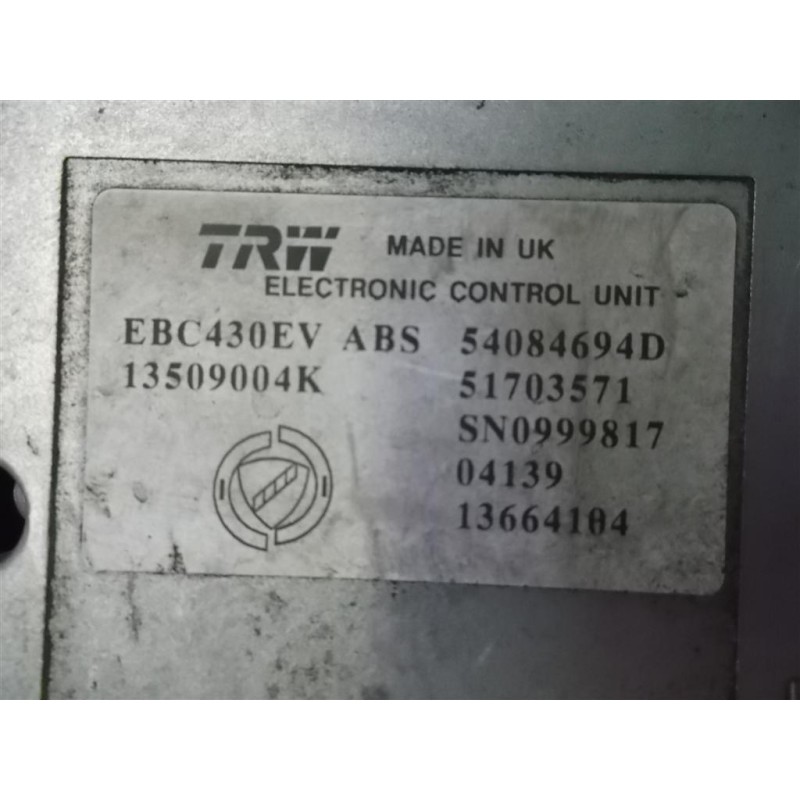 TRW MADE IN UK
ELECTRONIC CONTROL UNIT
EBC430EV ABS 54084694D
13509004K 51703571
SN0999817
04139
13664104